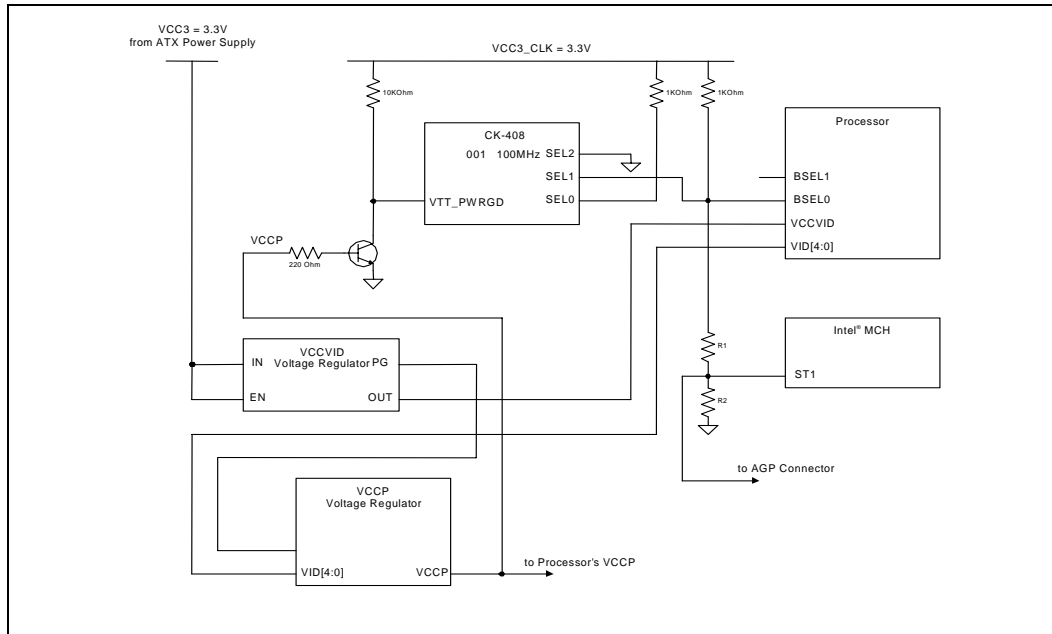 VCC3 = 3.3V
from ATX Power Supply
VCC3_CLK = 3.3V
10KOhm
1KOhm
1KOhm
CK-408
001 100MHz SEL2
SEL1
VTT_PWRGD SEL0
Processor
BSEL1
BSEL0
VCCVID
VID[4:0]
VCCP
220 Ohm
VCCVID
Voltage Regulator
IN
PG
EN
OUT
R1
Intel® MCH
ST1
R2
to AGP Connector
VCCP
Voltage Regulator
VID[4:0]
VCCP
to Processor's VCCP